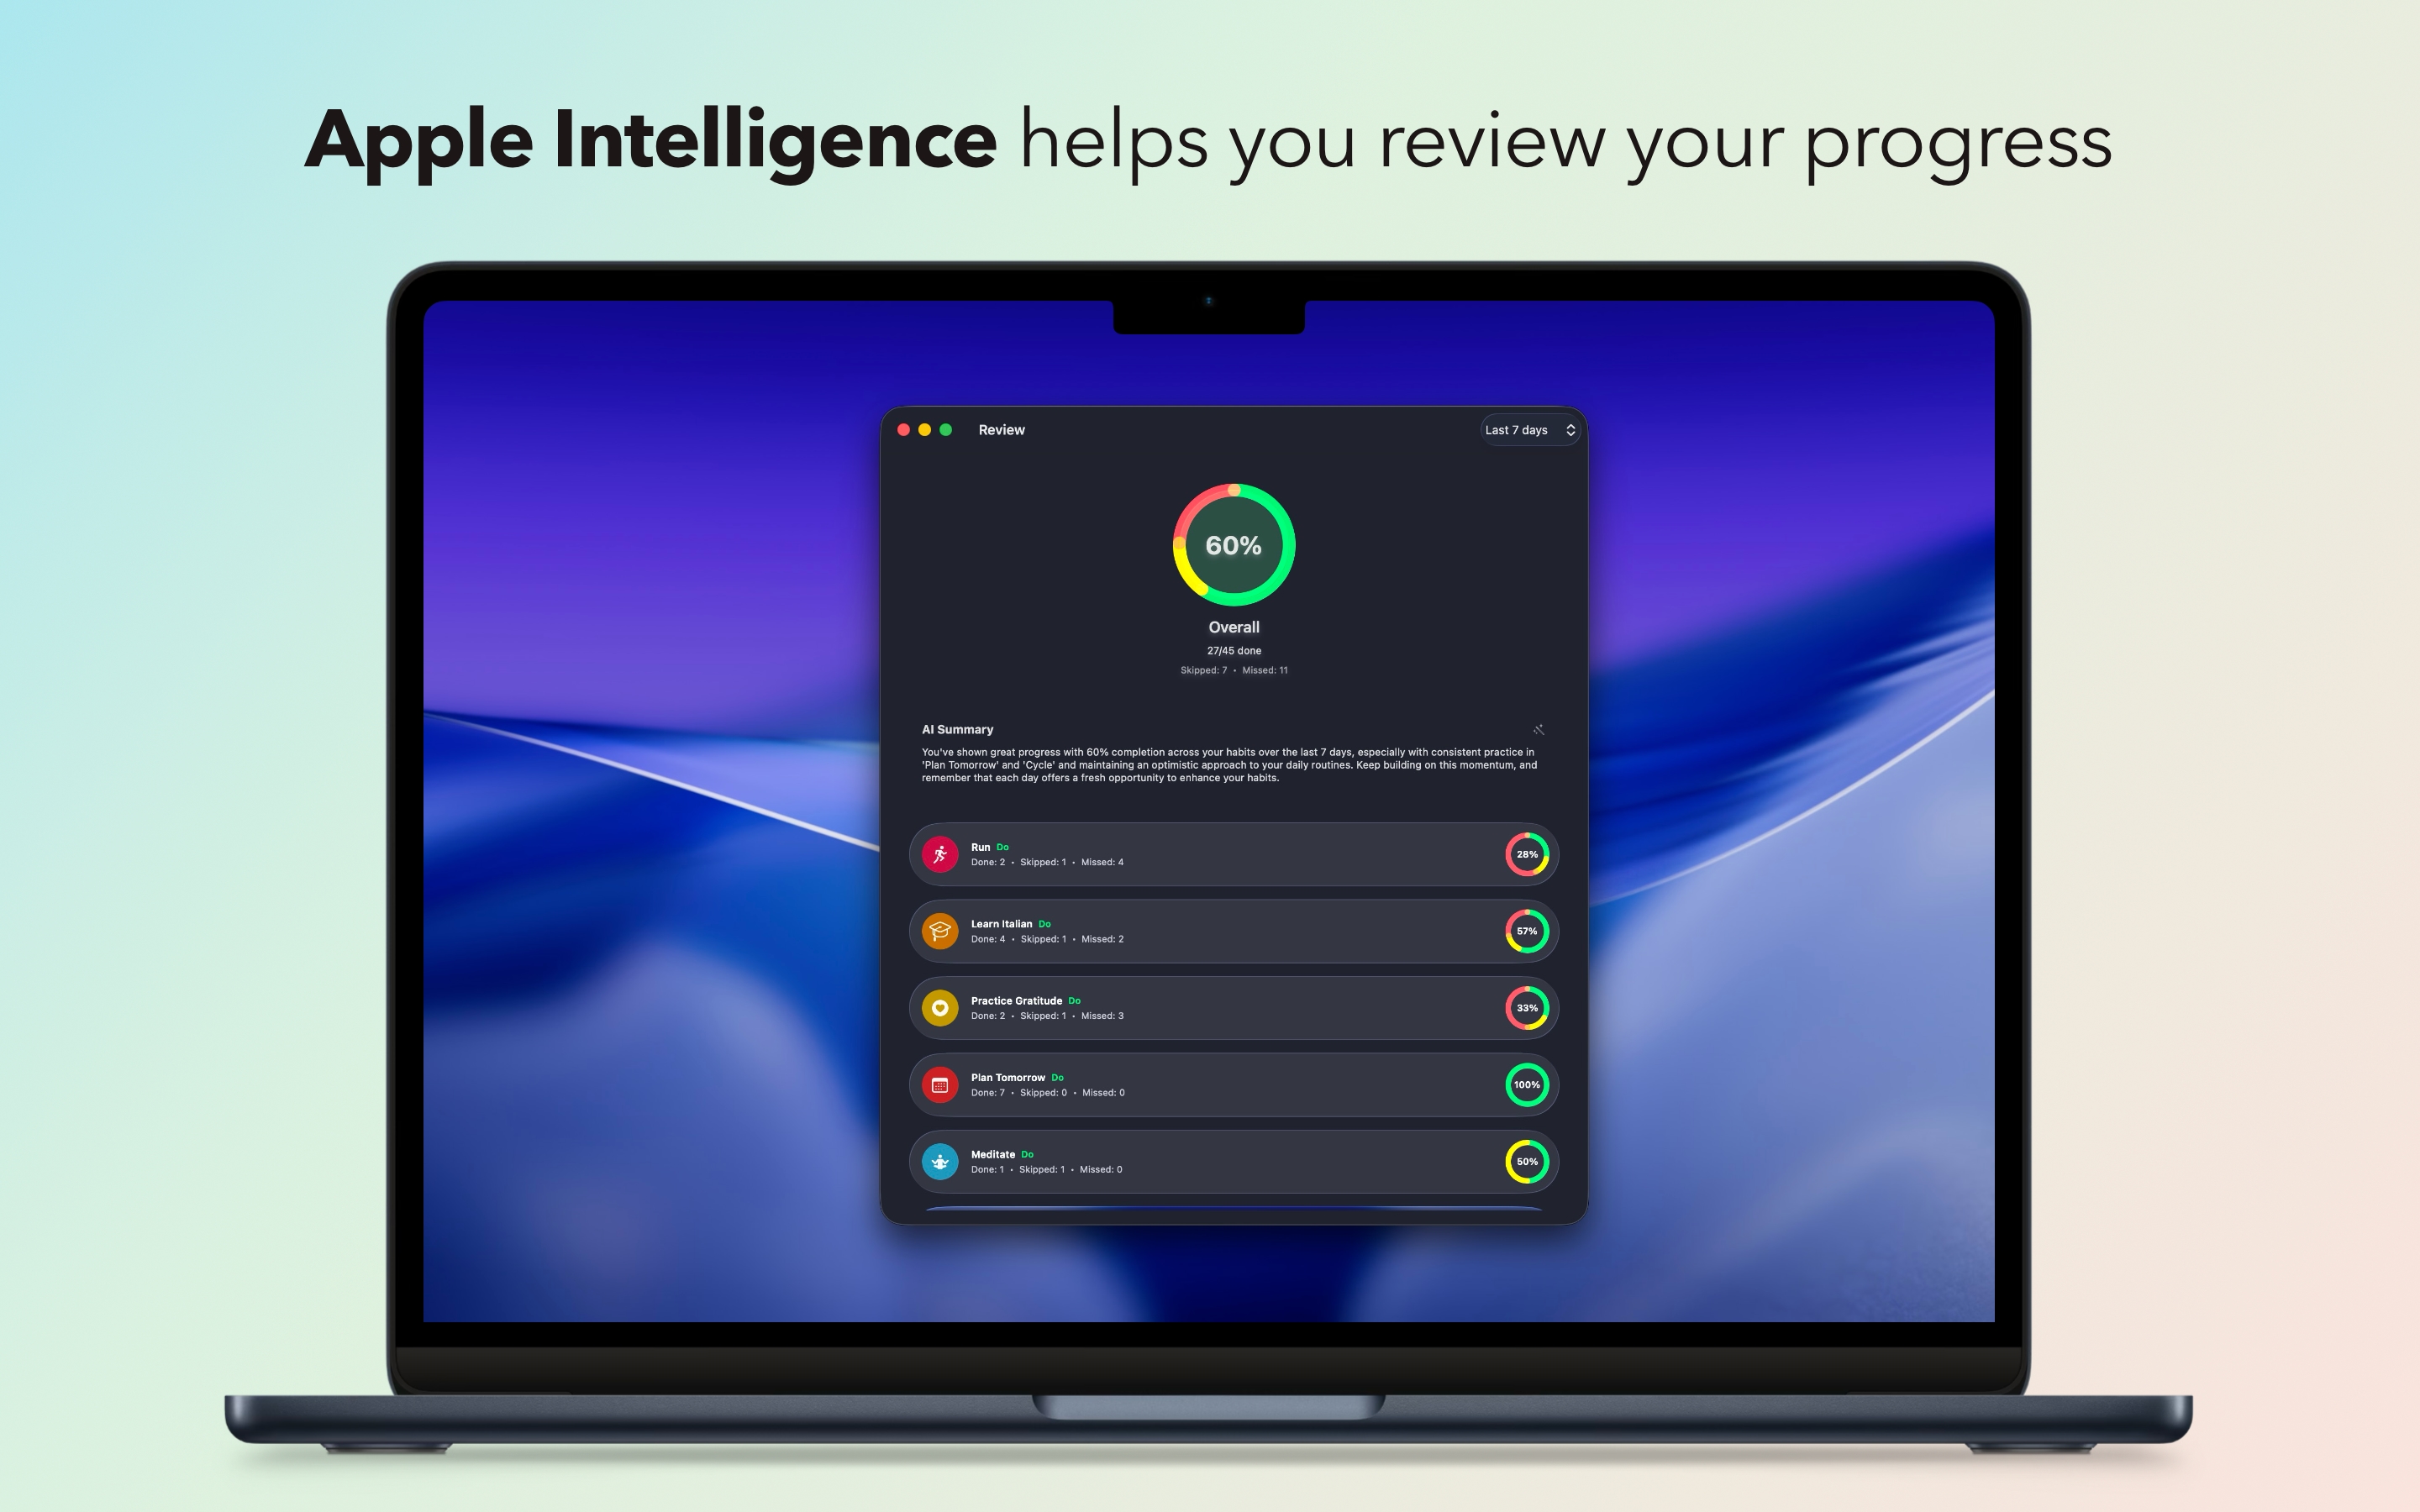 Apple Intelligence helps you review your progress
Review
Last 7 days
60%
Overall
27/45 done
Skipped: 7 • Missed: 11
AI Summary
You've shown great progress with 60% completion across your habits over the last 7 days, especially with consistent practice in
'Plan Tomorrow' and 'Cycle' and maintaining an optimistic approach to your daily routines. Keep building on this momentum, and
remember that each day offers a fresh opportunity to enhance your habits.
Run Do
Done: 2 • Skipped: 1 • Missed: 4
28%
Learn Italian Do
Done: 4 • Skipped: 1 • Missed: 2
57%
Practice Gratitude Do
Done: 2 • Skipped: 1 • Missed: 3
33%
Plan Tomorrow Do
Done: 7 • Skipped: 0 • Missed: 0
100%
Meditate Do
Done: 1 • Skipped: 1 • Missed: 0
50%